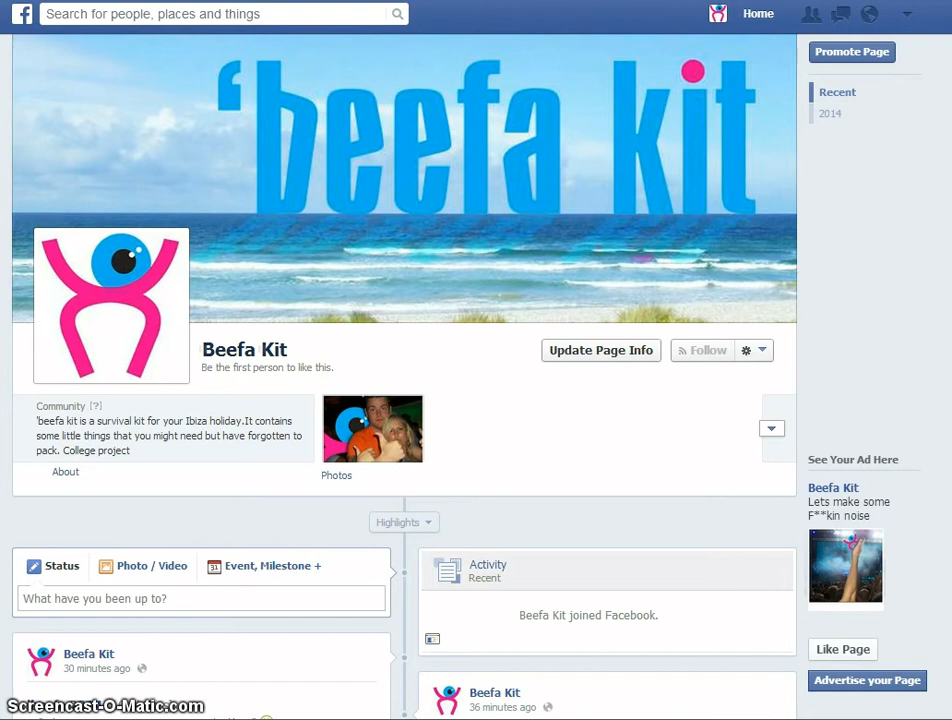 Search for people, places and things
Home
Promote Page
Recent
2014
'beefa kit
Beefa Kit
Be the first person to like this.
Update Page Info
Follow
Community [?]
'beefa kit is a survival kit for your Ibiza holiday.It contains
some little things that you might need but have forgotten to
pack. College project
About
Photos
See Your Ad Here
Beefa Kit
Lets make some
F**kin noise
Like Page
Advertise your Page
Highlights
Status
Photo / Video
31
Event, Milestone +
What have you been up to?
Activity
Recent
Beefa Kit joined Facebook.
Beefa Kit
30 minutes ago
Beefa Kit
36 minutes ago
Screencast-O-Matic.com